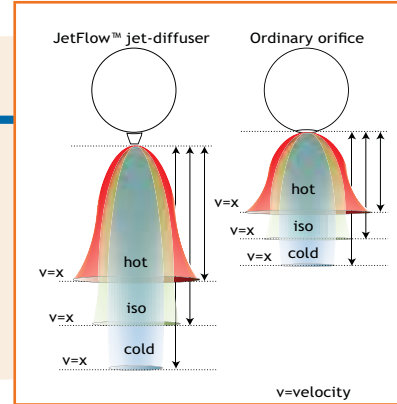 JetFlow™ jet-diffuser
Ordinary orifice
hot
v=x
iso
v=x
cold
v=x
hot
v=x
iso
v=x
cold
v=x
v=velocity